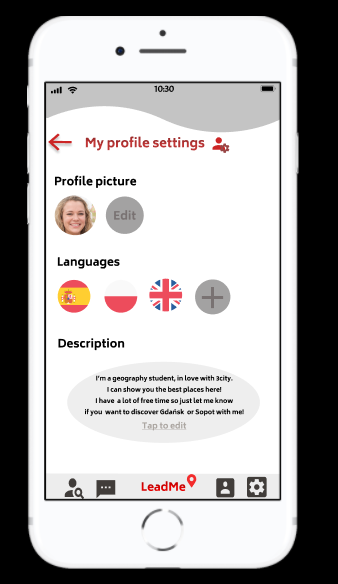 10:30
My profile settings
Profile picture
Edit
Languages
Description
I'm a geography student, in love with 3city.
I can show you the best places here!
I have a lot of free time so just let me know
if you want to discover Gdańsk or Sopot with me!
Tap to edit
LeadMe